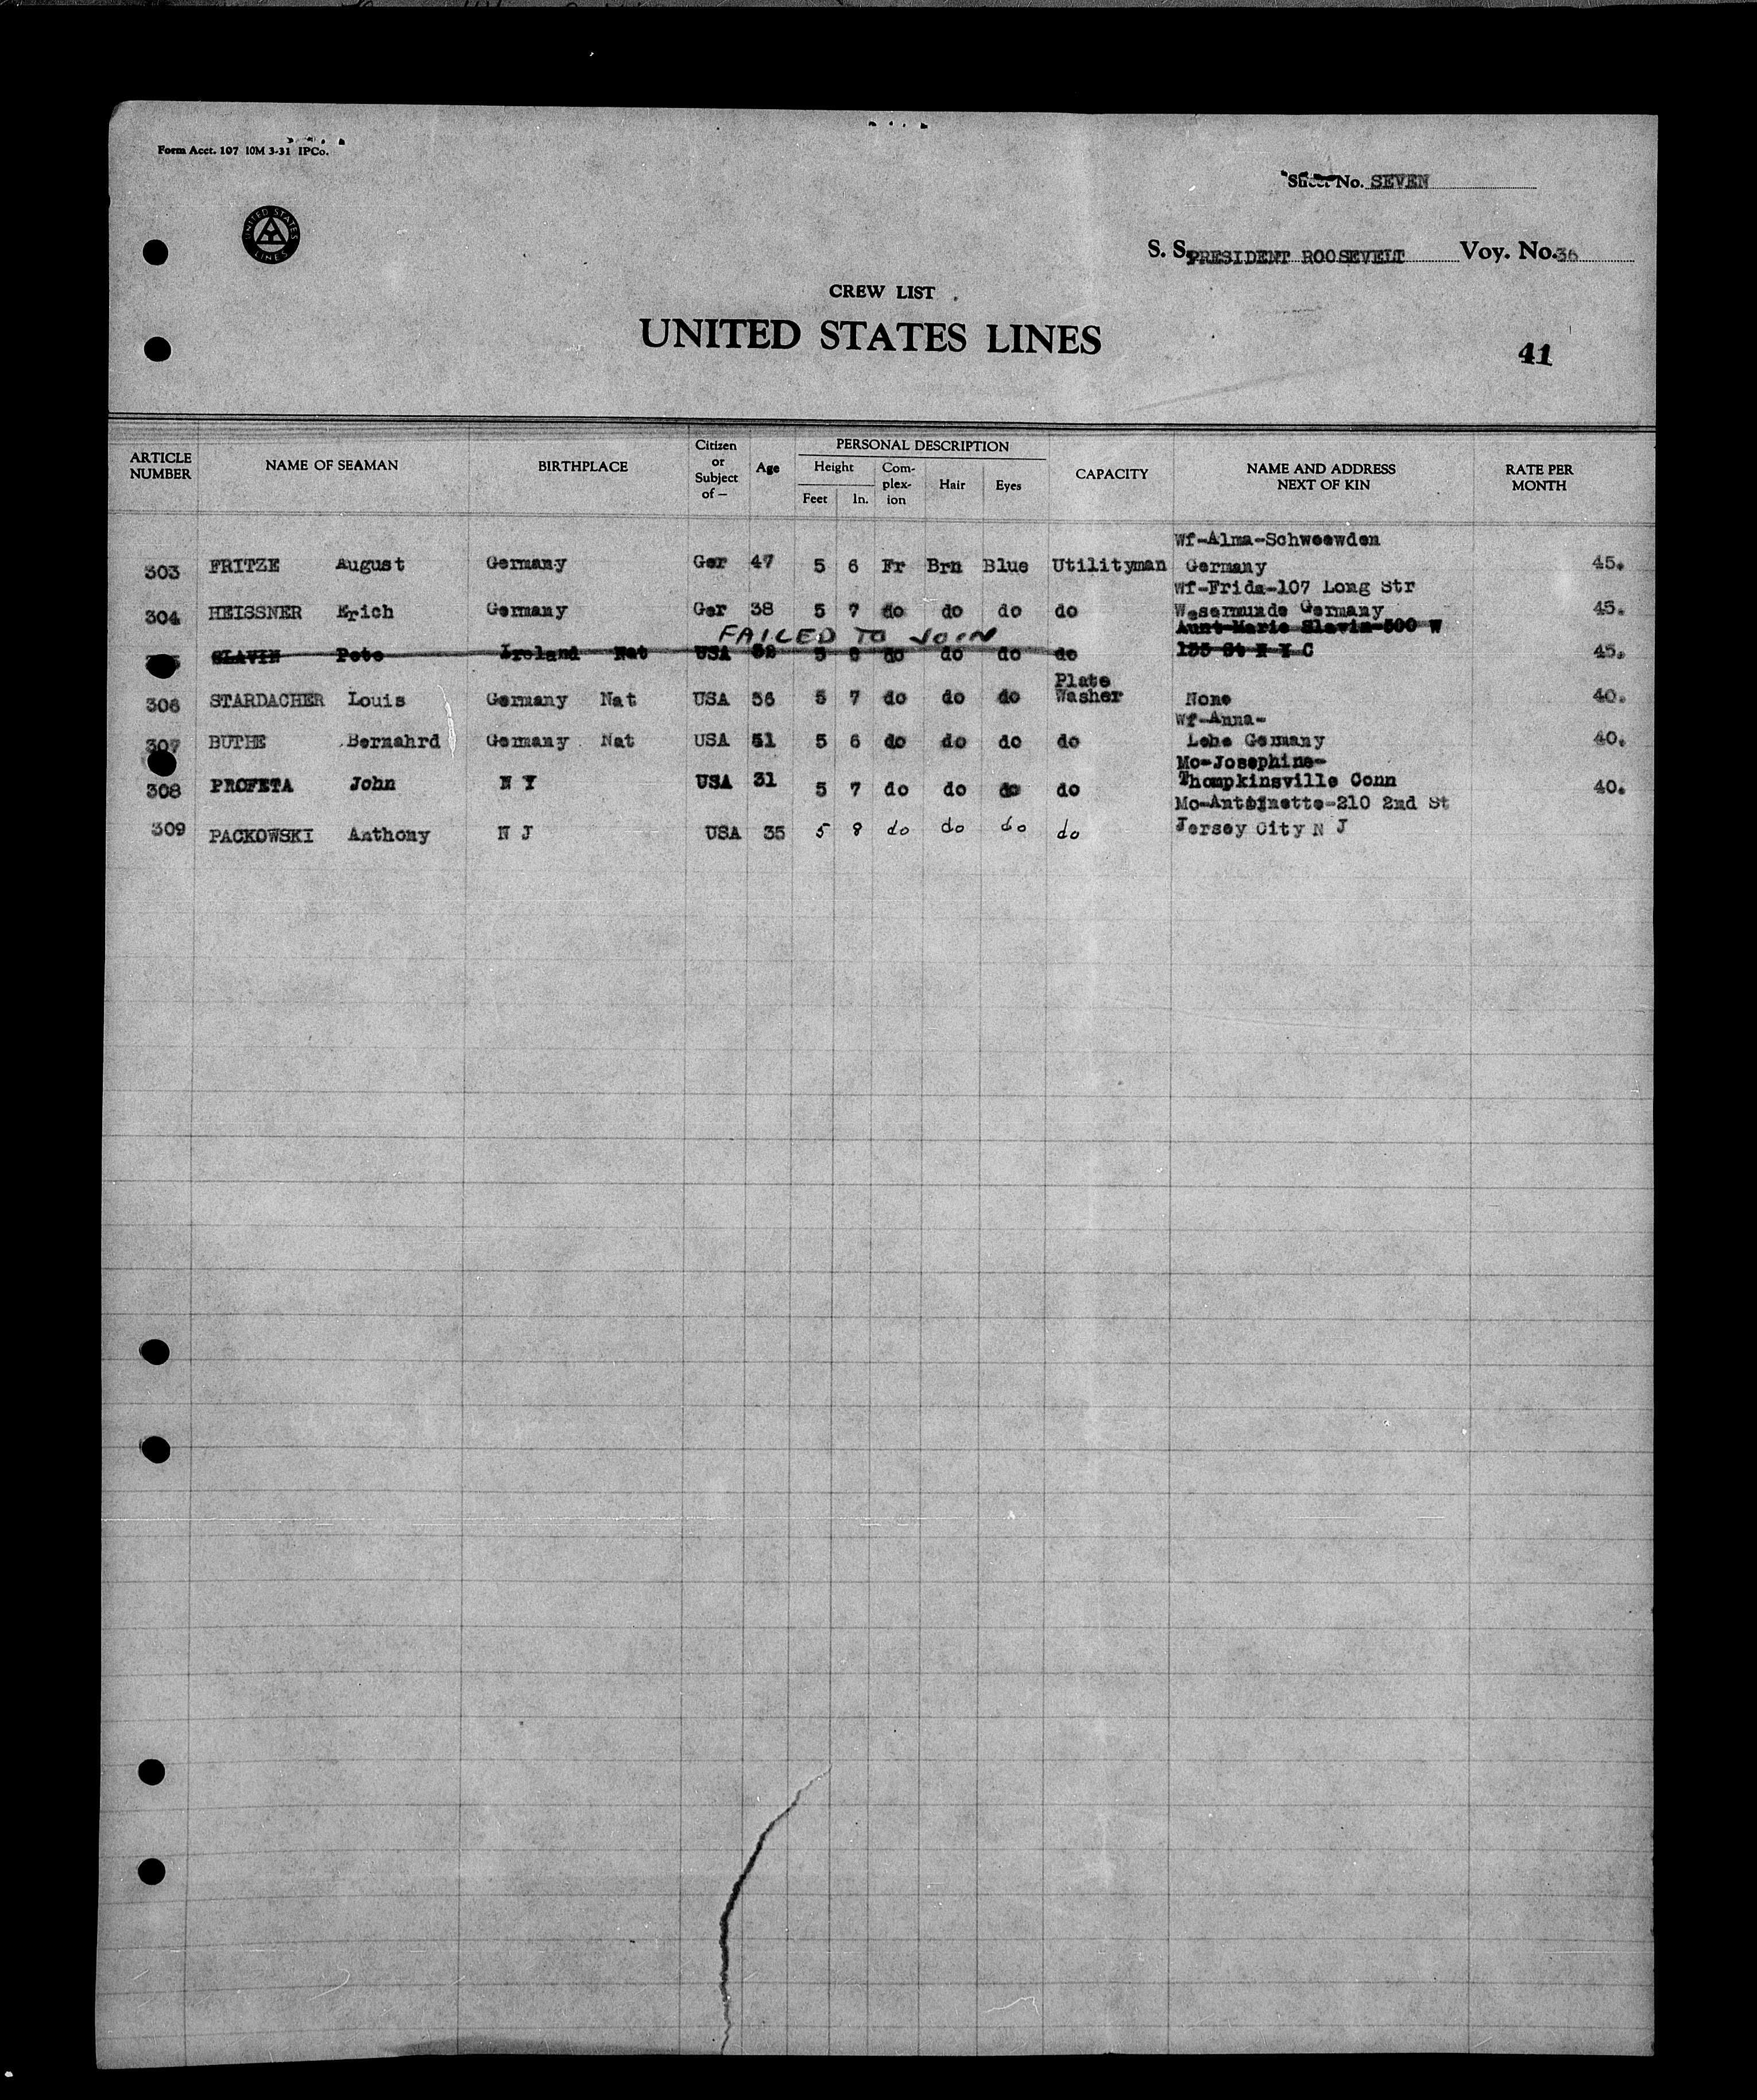 Form Acct. 107 10M 3-31 IPCo.
Sheet No. SEVEN
UNITED STATES LINES
S. S. PRESIDENT ROOSEVELT Voy. No. 36
CREW LIST
UNITED STATES LINES
41
ARTICLE NUMBER NAME OF SEAMAN BIRTHPLACE Citizen or Subject of — Age PERSONAL DESCRIPTION Height Feet In. Com-plex-ion Hair Eyes CAPACITY NAME AND ADDRESS NEXT OF KIN RATE PER MONTH
Wf-Alma-Schweewden
303 FRITZE August Germany Ger 47 5 6 Fr Brn Blue Utilityman Germany 45.
Wf-Frida-107 Long Str
304 HEISSNER Erich Germany Ger 38 5 7 do do do do Wesermunde Germany 45.
FAILED TO JOIN Aunt-Marie Slavin-500 W
SLAVIN Pete Ireland Nat USA 5 do do do do St N Y C 45.
Plate
306 STARDACHER Louis Germany Nat USA 56 5 7 do do do Washer None 40.
Wf-Anna-
307 BUTHE Bernahrd Germany Nat USA 51 5 6 do do do do Lehe Germany 40.
Mo-Josephine-
308 PROFETA John N Y USA 31 5 7 do do do do Thompkinsville Conn 40.
Mo-Antoinette-210 2nd St
309 PACKOWSKI Anthony N J USA 35 5 8 do do do do Jersey City N J